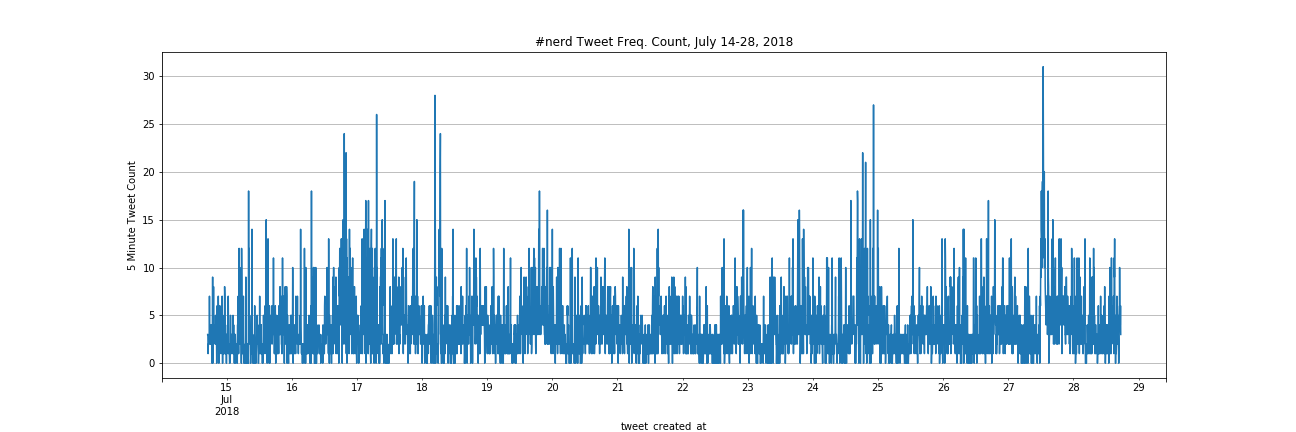 #nerd Tweet Freq. Count, July 14-28, 2018
5 Minute Tweet Count
30
25
20
15
10
5
0
15 16 17 18 19 20 21 22 23 24 25 26 27 28 29
Jul
2018
tweet_created_at